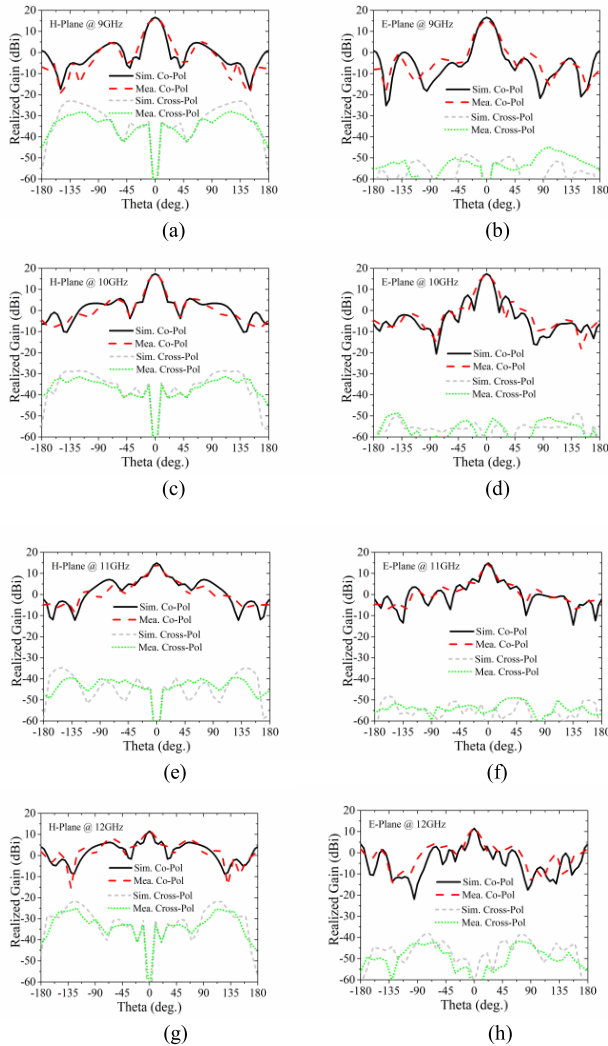 H-Plane @ 9GHz
Realized Gain (dBi)
20
10
0
-10
-20
-30
-40
-50
-60
Sim. Co-Pol
Mea. Co-Pol
Sim. Cross-Pol
Mea. Cross-Pol
-180 -135 -90 -45 0 45 90 135 180
Theta (deg.)
(a)
E-Plane @ 9GHz
Realized Gain (dBi)
20
10
0
-10
-20
-30
-40
-50
-60
Sim. Co-Pol
Mea. Co-Pol
Sim. Cross-Pol
Mea. Cross-Pol
-180 -135 -90 -45 0 45 90 135 180
Theta (deg.)
(b)
H-Plane @ 10GHz
Realized Gain (dBi)
20
10
0
-10
-20
-30
-40
-50
-60
Sim. Co-Pol
Mea. Co-Pol
Sim. Cross-Pol
Mea. Cross-Pol
-180 -135 -90 -45 0 45 90 135 180
Theta (deg.)
(c)
E-Plane @ 10GHz
Realized Gain (dBi)
20
10
0
-10
-20
-30
-40
-50
-60
Sim. Co-Pol
Mea. Co-Pol
Sim. Cross-Pol
Mea. Cross-Pol
-180 -135 -90 -45 0 45 90 135 180
Theta (deg.)
(d)
H-Plane @ 11GHz
Realized Gain (dBi)
20
10
0
-10
-20
-30
-40
-50
-60
Sim. Co-Pol
Mea. Co-Pol
Sim. Cross-Pol
Mea. Cross-Pol
-180 -135 -90 -45 0 45 90 135 180
Theta (deg.)
(e)
E-Plane @ 11GHz
Realized Gain (dBi)
20
10
0
-10
-20
-30
-40
-50
-60
Sim. Co-Pol
Mea. Co-Pol
Sim. Cross-Pol
Mea. Cross-Pol
-180 -135 -90 -45 0 45 90 135 180
Theta (deg.)
(f)
H-Plane @ 12GHz
Realized Gain (dBi)
20
10
0
-10
-20
-30
-40
-50
-60
Sim. Co-Pol
Mea. Co-Pol
Sim. Cross-Pol
Mea. Cross-Pol
-180 -135 -90 -45 0 45 90 135 180
Theta (deg.)
(g)
E-Plane @ 12GHz
Realized Gain (dBi)
20
10
0
-10
-20
-30
-40
-50
-60
Sim. Co-Pol
Mea. Co-Pol
Sim. Cross-Pol
Mea. Cross-Pol
-180 -135 -90 -45 0 45 90 135 180
Theta (deg.)
(h)